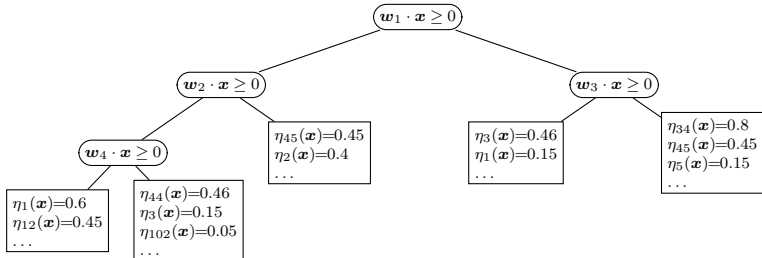 w₁ · x ≥ 0
w₂ · x ≥ 0
w₃ · x ≥ 0
w₄ · x ≥ 0
η₄₅(x)=0.45
η₂(x)=0.4
...
η₃(x)=0.46
η₁(x)=0.15
...
η₃₄(x)=0.8
η₄₅(x)=0.45
η₅(x)=0.15
...
η₁(x)=0.6
η₁₂(x)=0.45
...
η₄₄(x)=0.46
η₃(x)=0.15
η₁₀₂(x)=0.05
...